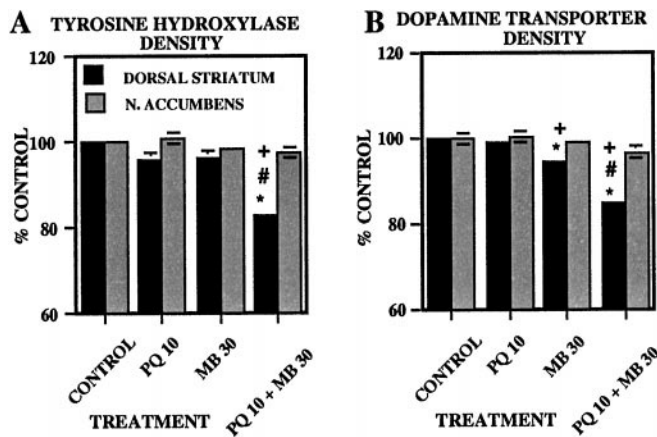 A TYROSINE HYDROXYLASE
DENSITY
120
100
80
60
% CONTROL
DORSAL STRIATUM
N. ACCUMBENS
+
#
*
CONTROL
PQ 10
MB 30
PQ 10 + MB 30
TREATMENT
B DOPAMINE TRANSPORTER
DENSITY
120
100
80
60
% CONTROL
+
*
+
#
*
CONTROL
PQ 10
MB 30
PQ 10 + MB 30
TREATMENT